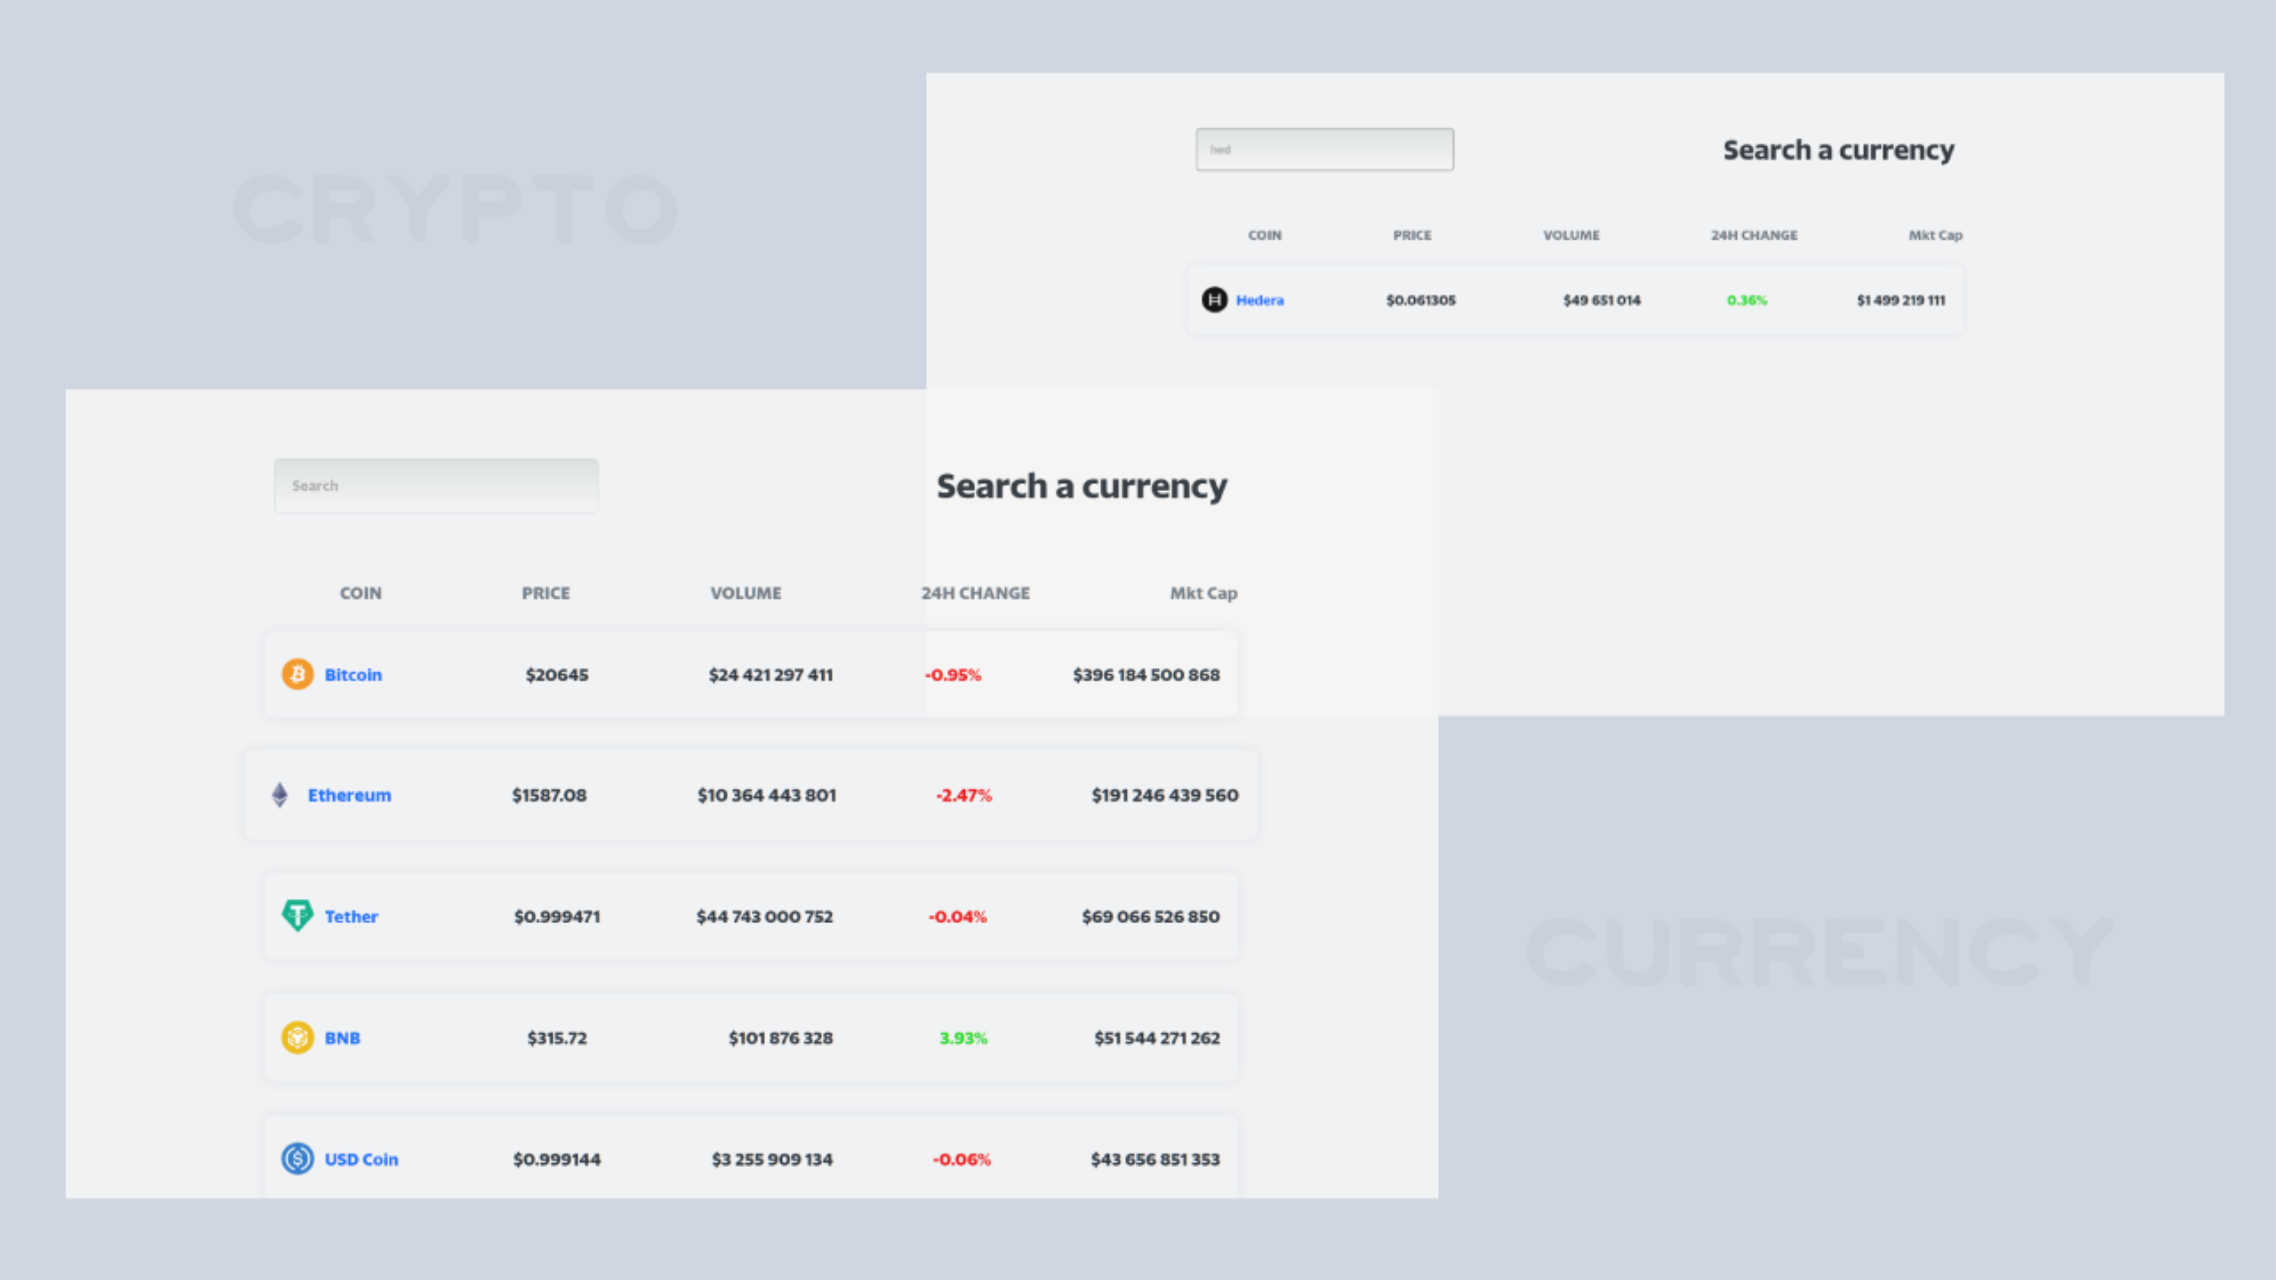 CRYPTO
hed
Search a currency
COIN PRICE VOLUME 24H CHANGE Mkt Cap
Hedera $0.061305 $49 651 014 0.36% $1 499 219 111
Search
Search a currency
COIN PRICE VOLUME 24H CHANGE Mkt Cap
Bitcoin $20645 $24 421 297 411 -0.95% $396 184 500 868
Ethereum $1587.08 $10 364 443 801 -2.47% $191 246 439 560
Tether $0.999471 $44 743 000 752 -0.04% $69 066 526 850
BNB $315.72 $101 876 328 3.93% $51 544 271 262
USD Coin $0.999144 $3 255 909 134 -0.06% $43 656 851 353
CURRENCY